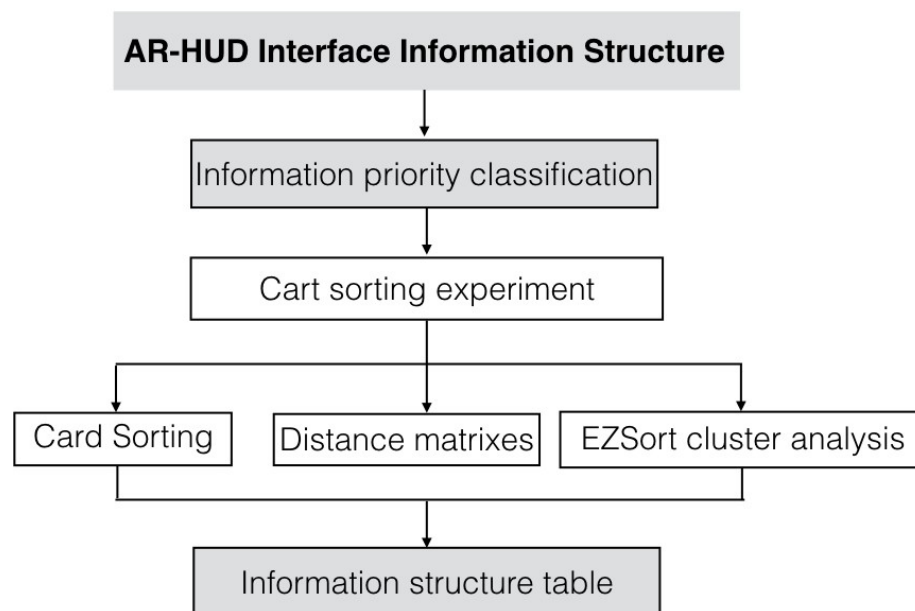 AR-HUD Interface Information Structure
Information priority classification
Cart sorting experiment
Card Sorting
Distance matrixes
EZSort cluster analysis
Information structure table